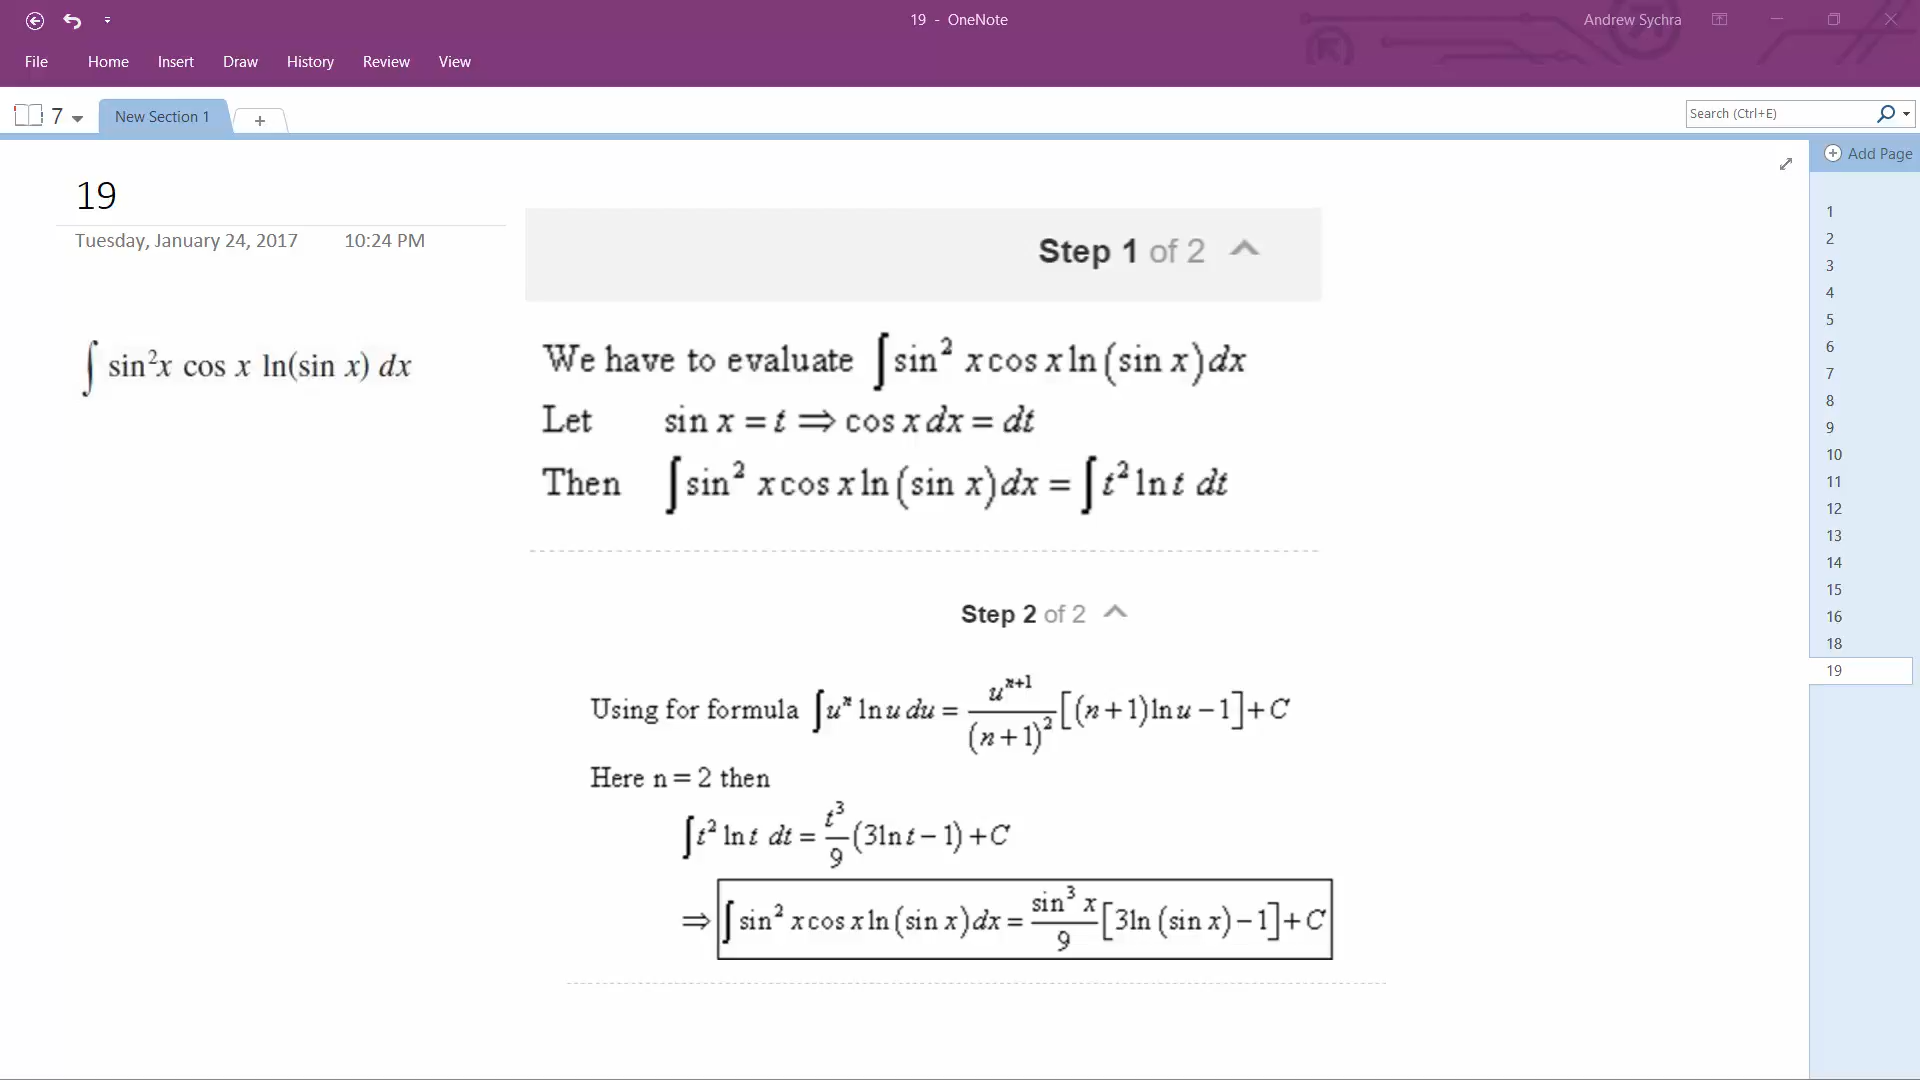 19 - OneNote
Andrew Sychra
File Home Insert Draw History Review View
7
New Section 1
+
Search (Ctrl+E)
Add Page
19
Tuesday, January 24, 2017 10:24 PM
∫ sin²x cos x ln(sin x) dx
Step 1 of 2
We have to evaluate ∫sin² x cos x ln(sin x)dx
Let sin x = t ⇒ cos x dx = dt
Then ∫sin² x cos x ln(sin x)dx = ∫t² ln t dt
Step 2 of 2
Using for formula ∫uⁿ ln u du = uⁿ⁺¹/(n+1)² [(n+1)ln u − 1] + C
Here n = 2 then
∫t² ln t dt = t³/9 (3ln t − 1) + C
⇒ ∫sin² x cos x ln(sin x)dx = sin³ x/9 [3ln(sin x) − 1] + C
1
2
3
4
5
6
7
8
9
10
11
12
13
14
15
16
18
19